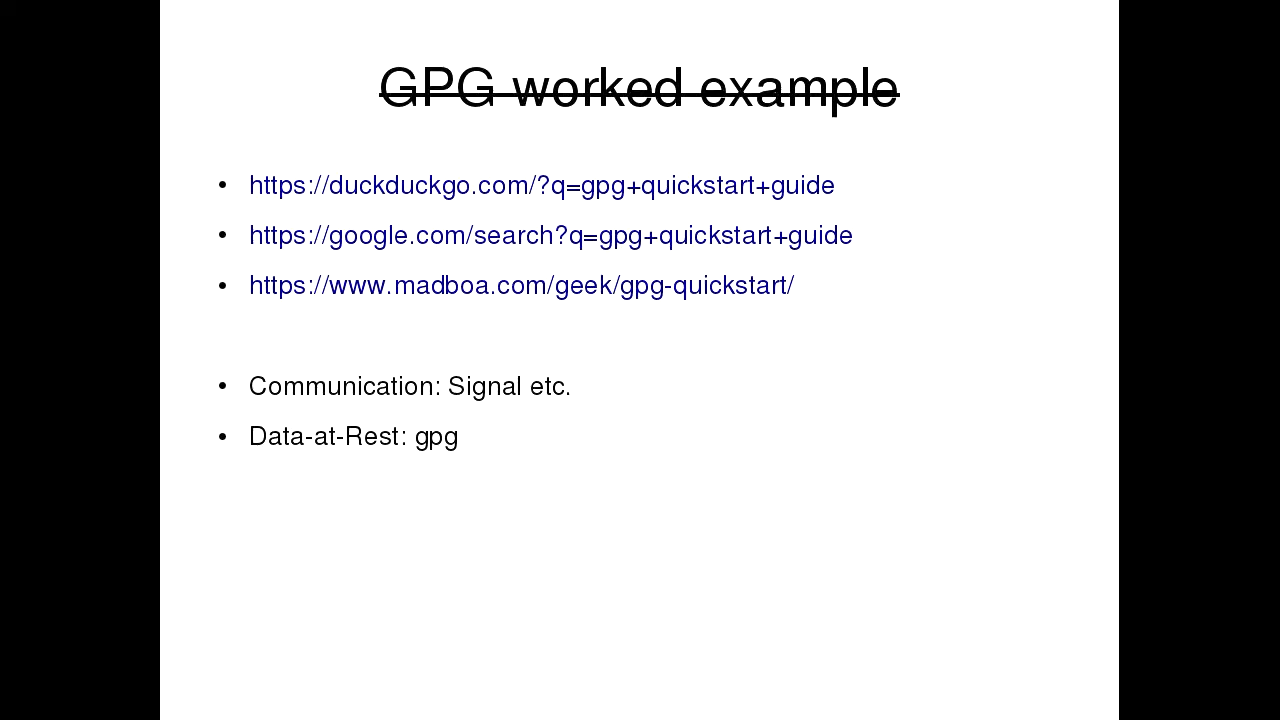 GPG worked example
• https://duckduckgo.com/?q=gpg+quickstart+guide
• https://google.com/search?q=gpg+quickstart+guide
• https://www.madboa.com/geek/gpg-quickstart/
• Communication: Signal etc.
• Data-at-Rest: gpg